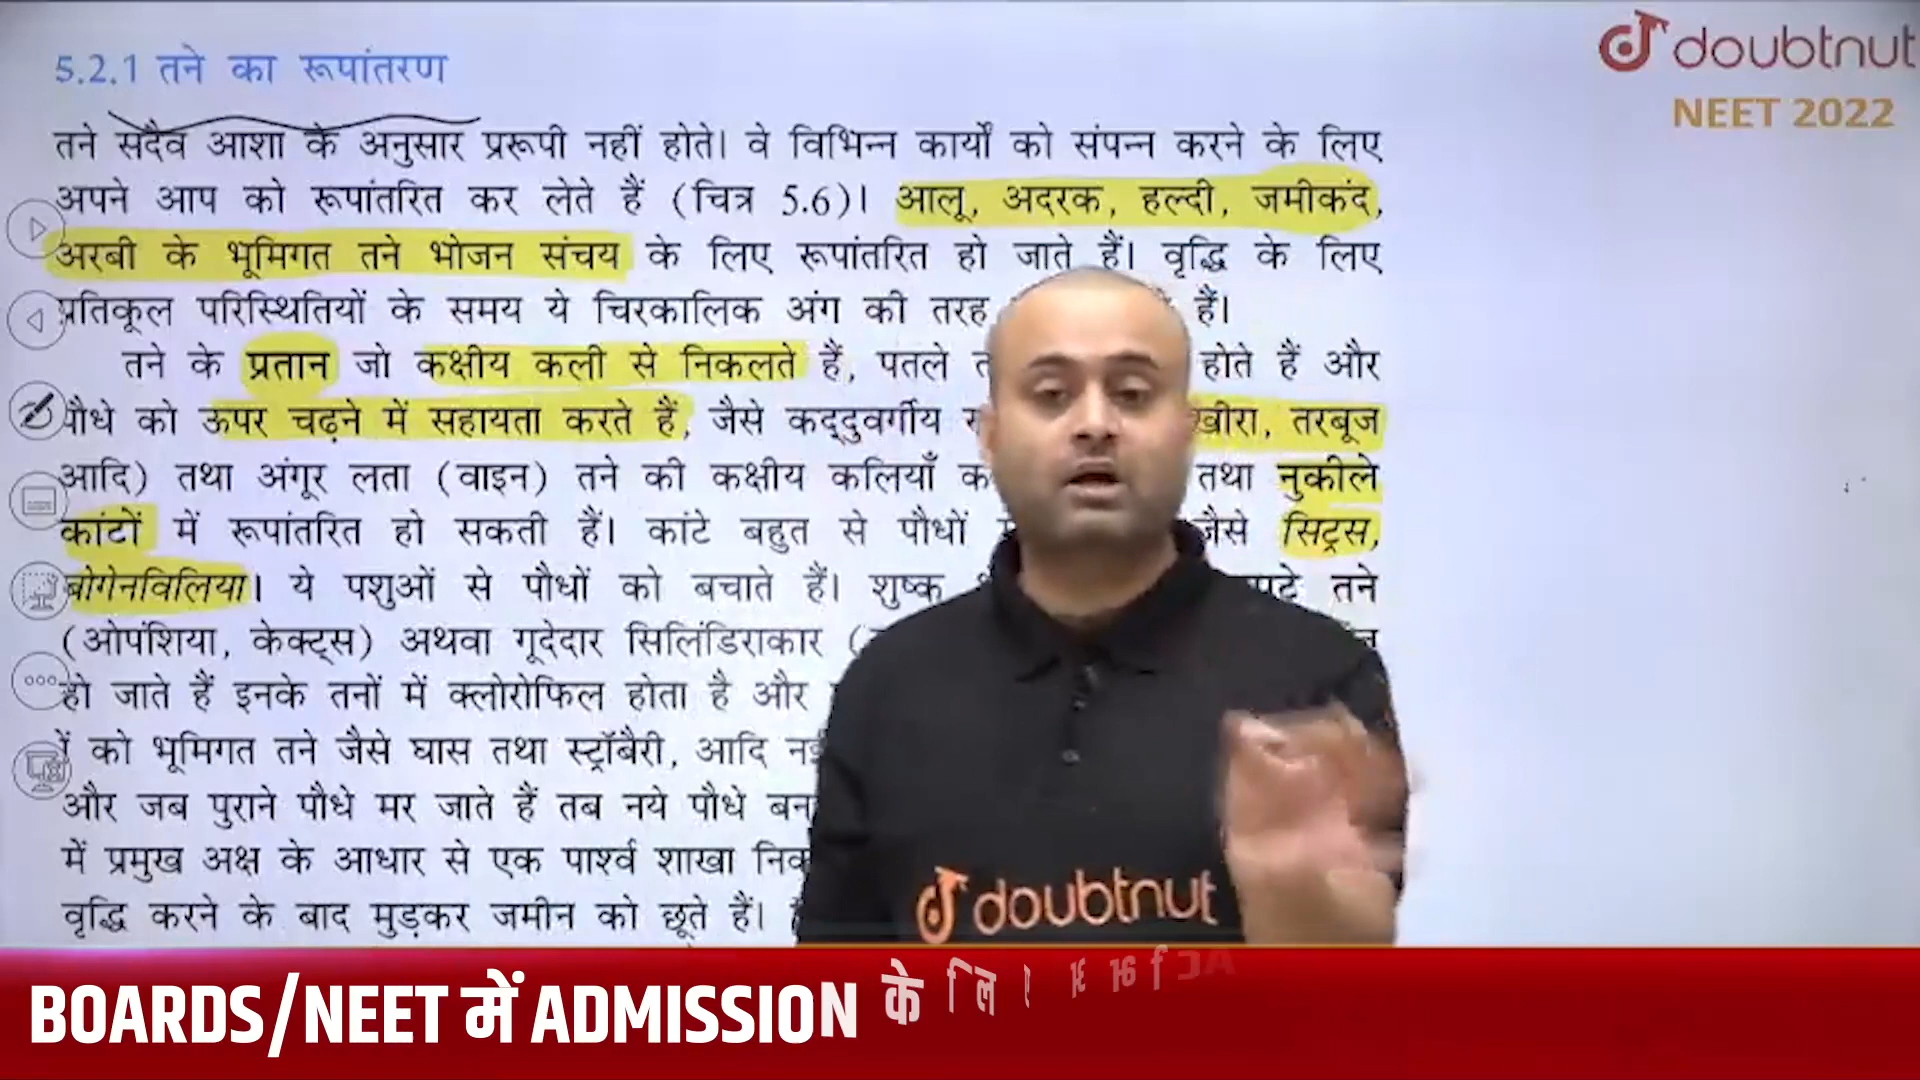 5.2.1 तने का रूपांतरण
doubtnut
NEET 2022
तने सदैव आशा के अनुसार प्ररूपी नहीं होते। वे विभिन्न कार्यों को संपन्न करने के लिए
अपने आप को रूपांतरित कर लेते हैं (चित्र 5.6)। आलू, अदरक, हल्दी, जमीकंद,
अरबी के भूमिगत तने भोजन संचय के लिए रूपांतरित हो जाते हैं। वृद्धि के लिए
प्रतिकूल परिस्थितियों के समय ये चिरकालिक अंग की तरह हैं।
तने के प्रतान जो कक्षीय कली से निकलते हैं, पतले होते हैं और
पौधे को ऊपर चढ़ने में सहायता करते हैं, जैसे कद्दुवर्गीय खीरा, तरबूज
आदि) तथा अंगूर लता (वाइन) तने की कक्षीय कलियाँ तथा नुकीले
कांटों में रूपांतरित हो सकती हैं। कांटे बहुत से पौधों जैसे सिट्रस,
बोगेनविलिया। ये पशुओं से पौधों को बचाते हैं। शुष्क तने
(ओपंशिया, केक्ट्स) अथवा गूदेदार सिलिंडिराकार
हो जाते हैं इनके तनों में क्लोरोफिल होता है और
को भूमिगत तने जैसे घास तथा स्ट्रॉबैरी, आदि
और जब पुराने पौधे मर जाते हैं तब नये पौधे
में प्रमुख अक्ष के आधार से एक पार्श्व शाखा
वृद्धि करने के बाद मुड़कर जमीन को छूते हैं।
doubtnut
BOARDS/NEET में ADMISSION के